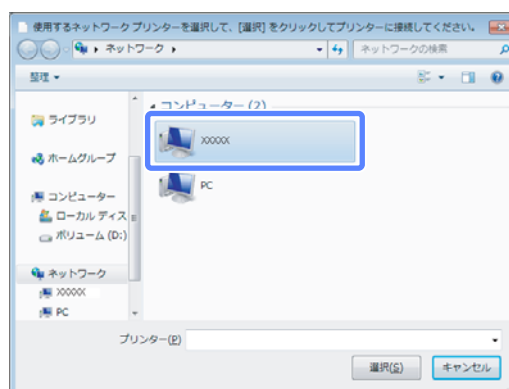 使用するネットワーク プリンターを選択して、[選択] をクリックしてプリンターに接続してください。
ネットワーク
ネットワークの検索
整理
コンピューター (2)
XXXXX
PC
ライブラリ
ホームグループ
コンピューター
ローカル ディス
ボリューム (D:)
ネットワーク
XXXXX
PC
プリンター(P)
選択(S)
キャンセル